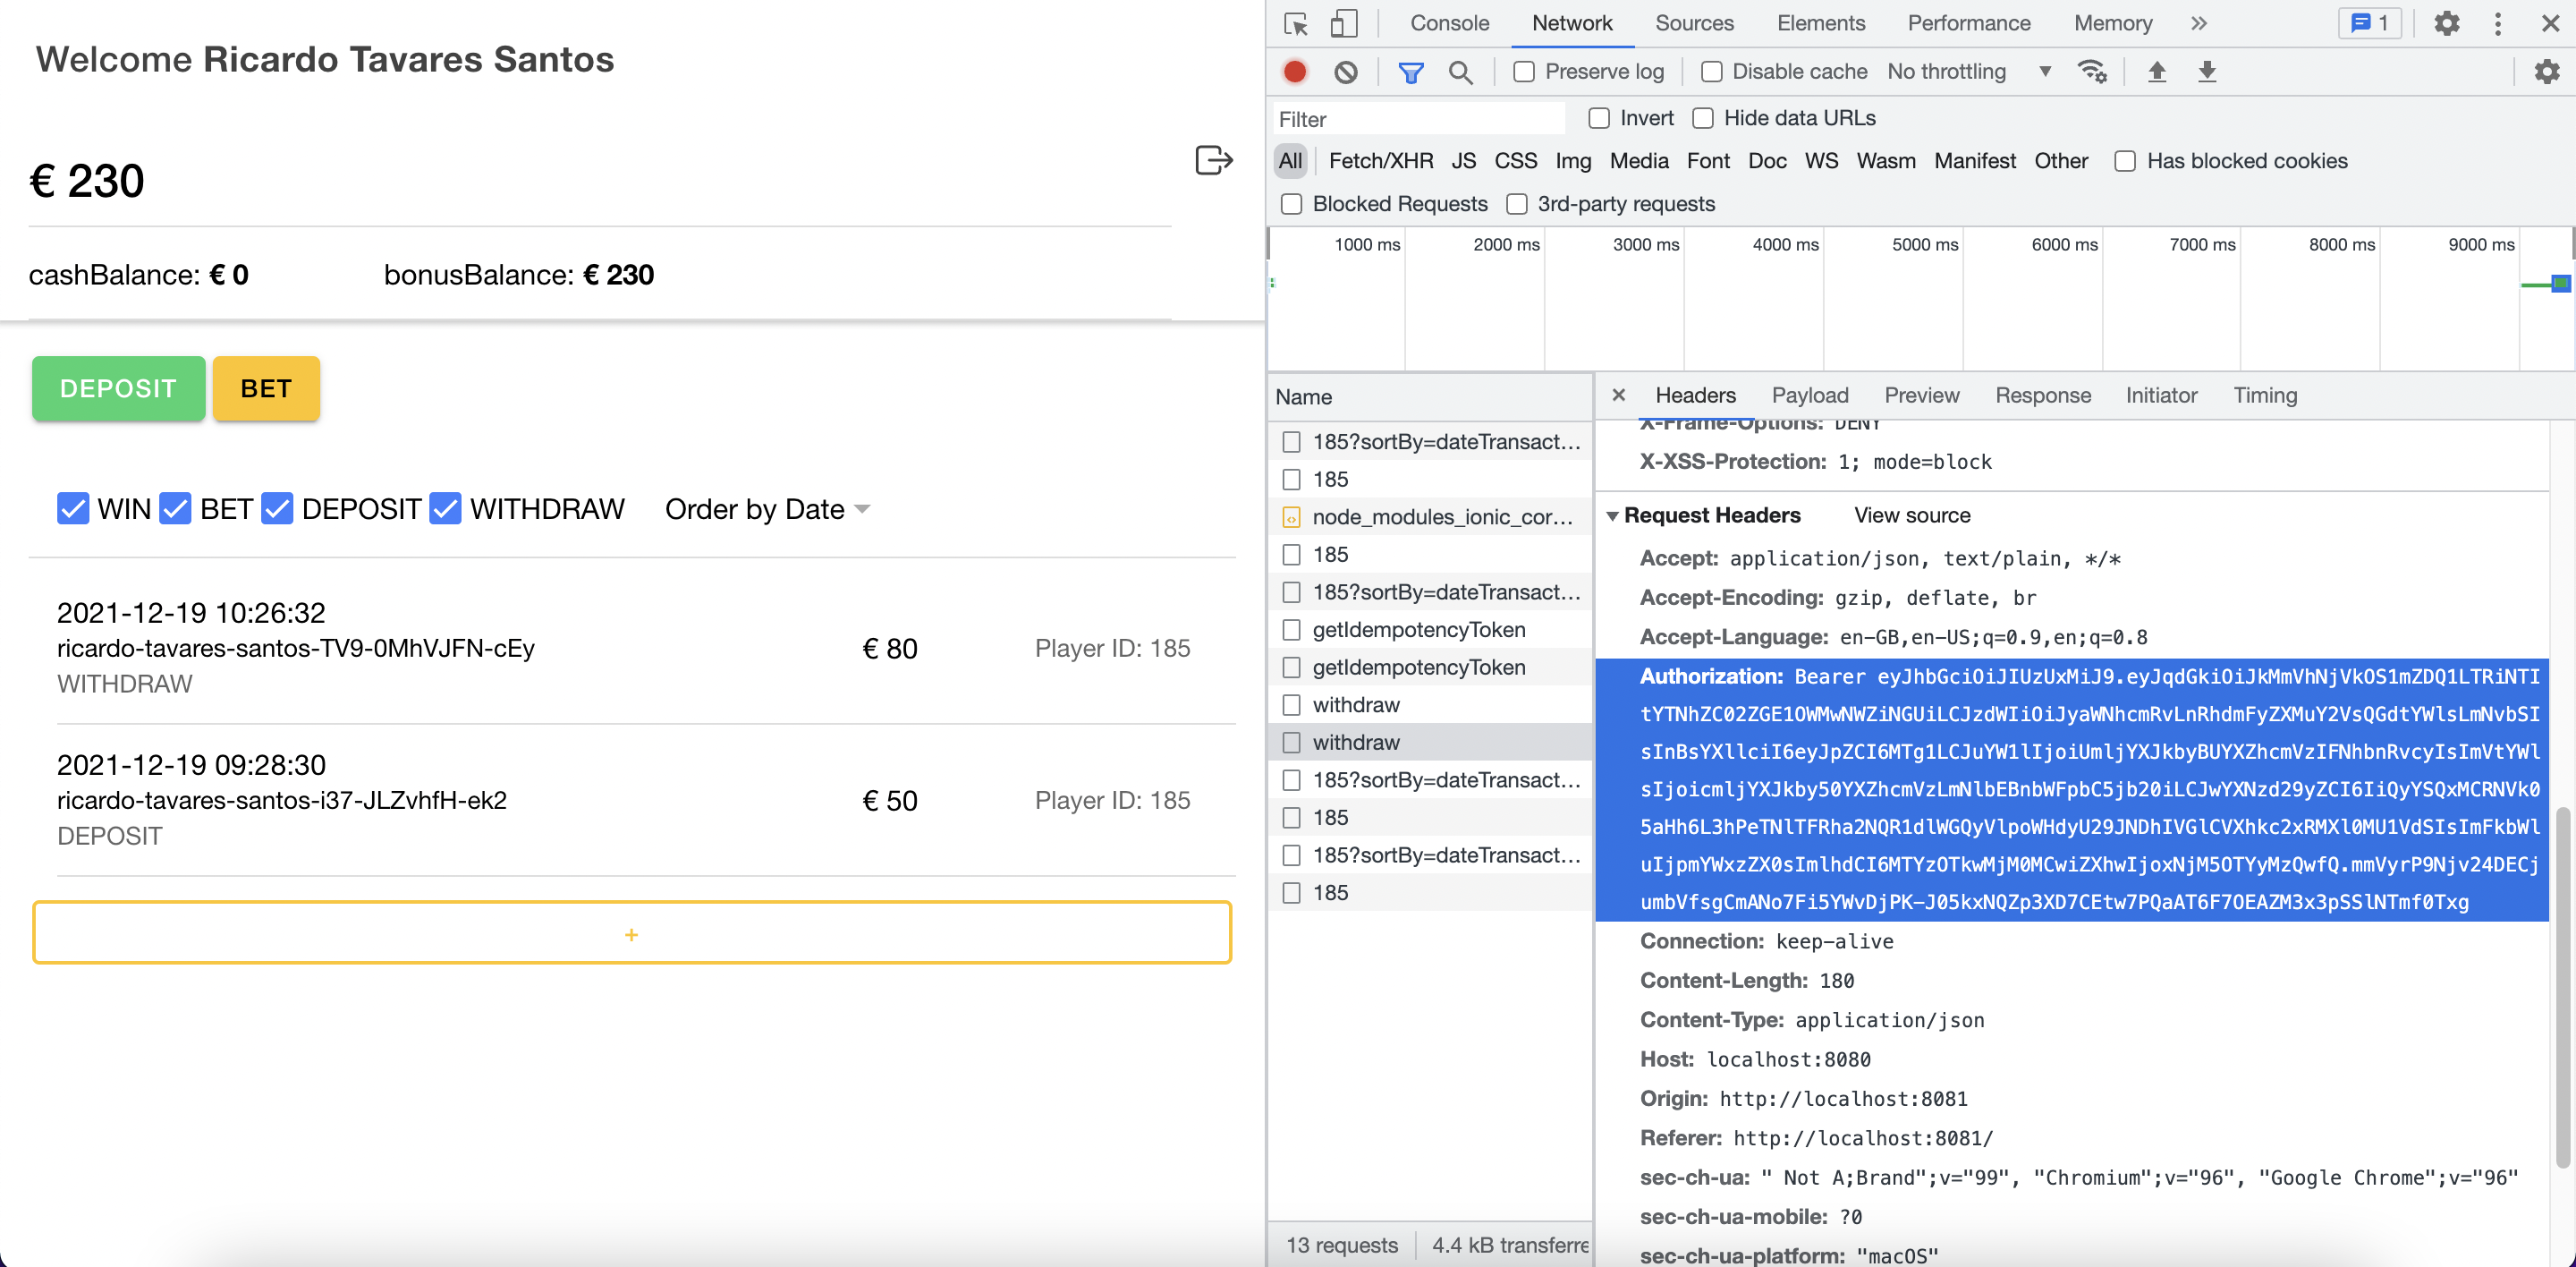 Welcome Ricardo Tavares Santos
€ 230
cashBalance: € 0
bonusBalance: € 230
DEPOSIT
BET
WIN BET DEPOSIT WITHDRAW Order by Date
2021-12-19 10:26:32
ricardo-tavares-santos-TV9-0MhVJFN-cEy € 80 Player ID: 185
WITHDRAW
2021-12-19 09:28:30
ricardo-tavares-santos-i37-JLZvhfH-ek2 € 50 Player ID: 185
DEPOSIT
+
Console Network Sources Elements Performance Memory » 1
Preserve log Disable cache No throttling
Filter Invert Hide data URLs
All Fetch/XHR JS CSS Img Media Font Doc WS Wasm Manifest Other Has blocked cookies
Blocked Requests 3rd-party requests
1000 ms 2000 ms 3000 ms 4000 ms 5000 ms 6000 ms 7000 ms 8000 ms 9000 ms
Name
185?sortBy=dateTransact...
185
node_modules_ionic_cor...
185
185?sortBy=dateTransact...
getIdempotencyToken
getIdempotencyToken
withdraw
withdraw
185?sortBy=dateTransact...
185
185?sortBy=dateTransact...
185
13 requests 4.4 kB transferre
Headers Payload Preview Response Initiator Timing
X-Frame-Options: DENY
X-XSS-Protection: 1; mode=block
Request Headers View source
Accept: application/json, text/plain, */*
Accept-Encoding: gzip, deflate, br
Accept-Language: en-GB,en-US;q=0.9,en;q=0.8
Authorization: Bearer eyJhbGciOiJIUzUxMiJ9.eyJqdGkiOiJkMmVhNjVkOS1mZDQ1LTRiNTI
tYTNhZC02ZGE1OWMwNWZiNGUiLCJzdWIiOiJyaWNhcmRvLnRhdmFyZXMuY2VsQGdtYWlsLmNvbSI
sInBsYXllciI6eyJpZCI6MTg1LCJuYW1lIjoiUmljYXJkbyBUYXZhcmVzIFNhbnRvcyIsImVtYWl
sIjoicmljYXJkby50YXZhcmVzLmNlbEBnbWFpbC5jb20iLCJwYXNzd29yZCI6IiQyYSQxMCRNVk0
5aHh6L3hPeTNlTFRha2NQR1dlWGQyVlpoWHdyU29JNDhIVGlCVXhkc2xRMXl0MU1VdSIsImFkbWl
uIjpmYWxzZX0sImlhdCI6MTYzOTkwMjM0MCwiZXhwIjoxNjM5OTYyMzQwfQ.mmVyrP9Njv24DECj
umbVfsgCmANo7Fi5YWvDjPK-J05kxNQZp3XD7CEtw7PQaAT6F7OEAZM3x3pSSlNTmf0Txg
Connection: keep-alive
Content-Length: 180
Content-Type: application/json
Host: localhost:8080
Origin: http://localhost:8081
Referer: http://localhost:8081/
sec-ch-ua: " Not A;Brand";v="99", "Chromium";v="96", "Google Chrome";v="96"
sec-ch-ua-mobile: ?0
sec-ch-ua-platform: "macOS"